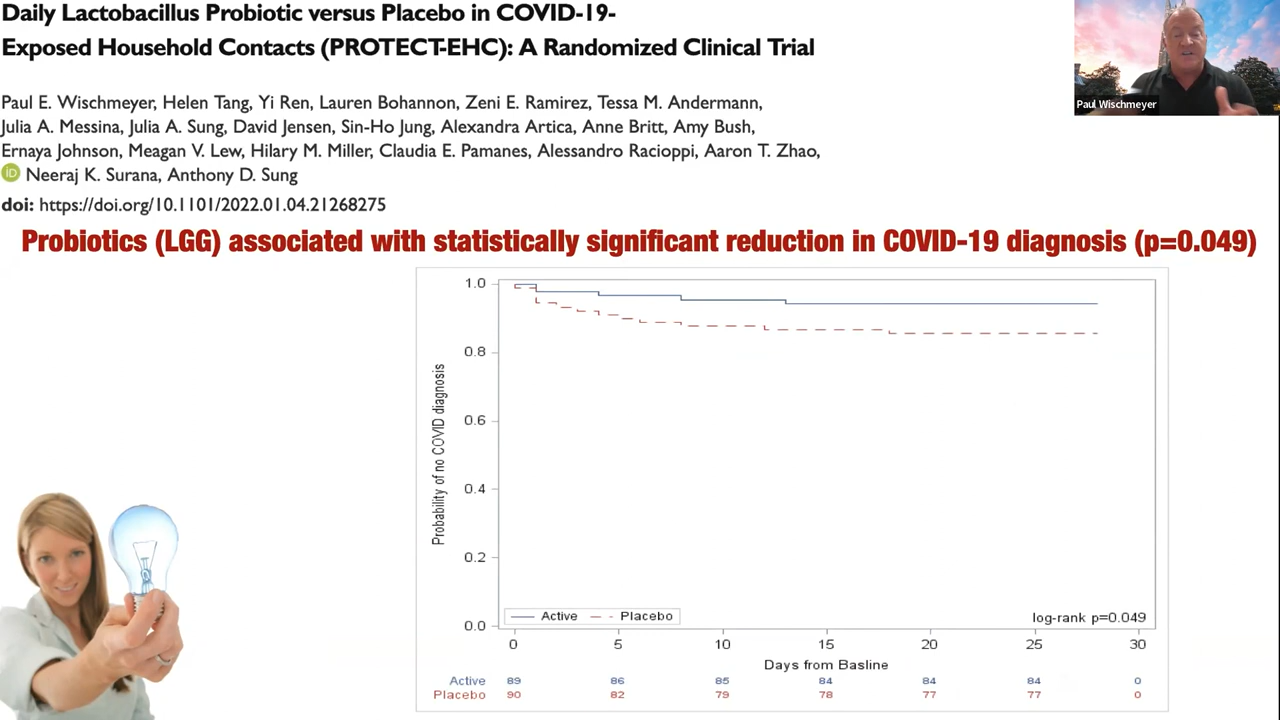 Daily Lactobacillus Probiotic versus Placebo in COVID-19-
Exposed Household Contacts (PROTECT-EHC): A Randomized Clinical Trial
Paul Wischmeyer
Paul E. Wischmeyer, Helen Tang, Yi Ren, Lauren Bohannon, Zeni E. Ramirez, Tessa M. Andermann,
Julia A. Messina, Julia A. Sung, David Jensen, Sin-Ho Jung, Alexandra Artica, Anne Britt, Amy Bush,
Ernaya Johnson, Meagan V. Lew, Hilary M. Miller, Claudia E. Pamanes, Alessandro Racioppi, Aaron T. Zhao,
iD Neeraj K. Surana, Anthony D. Sung
doi: https://doi.org/10.1101/2022.01.04.21268275
Probiotics (LGG) associated with statistically significant reduction in COVID-19 diagnosis (p=0.049)
1.0
0.8
0.6
0.4
0.2
0.0
Probability of no COVID diagnosis
Active Placebo
log-rank p=0.049
0 5 10 15 20 25 30
Days from Basline
Active 89 86 85 84 84 84 0
Placebo 90 82 79 78 77 77 0